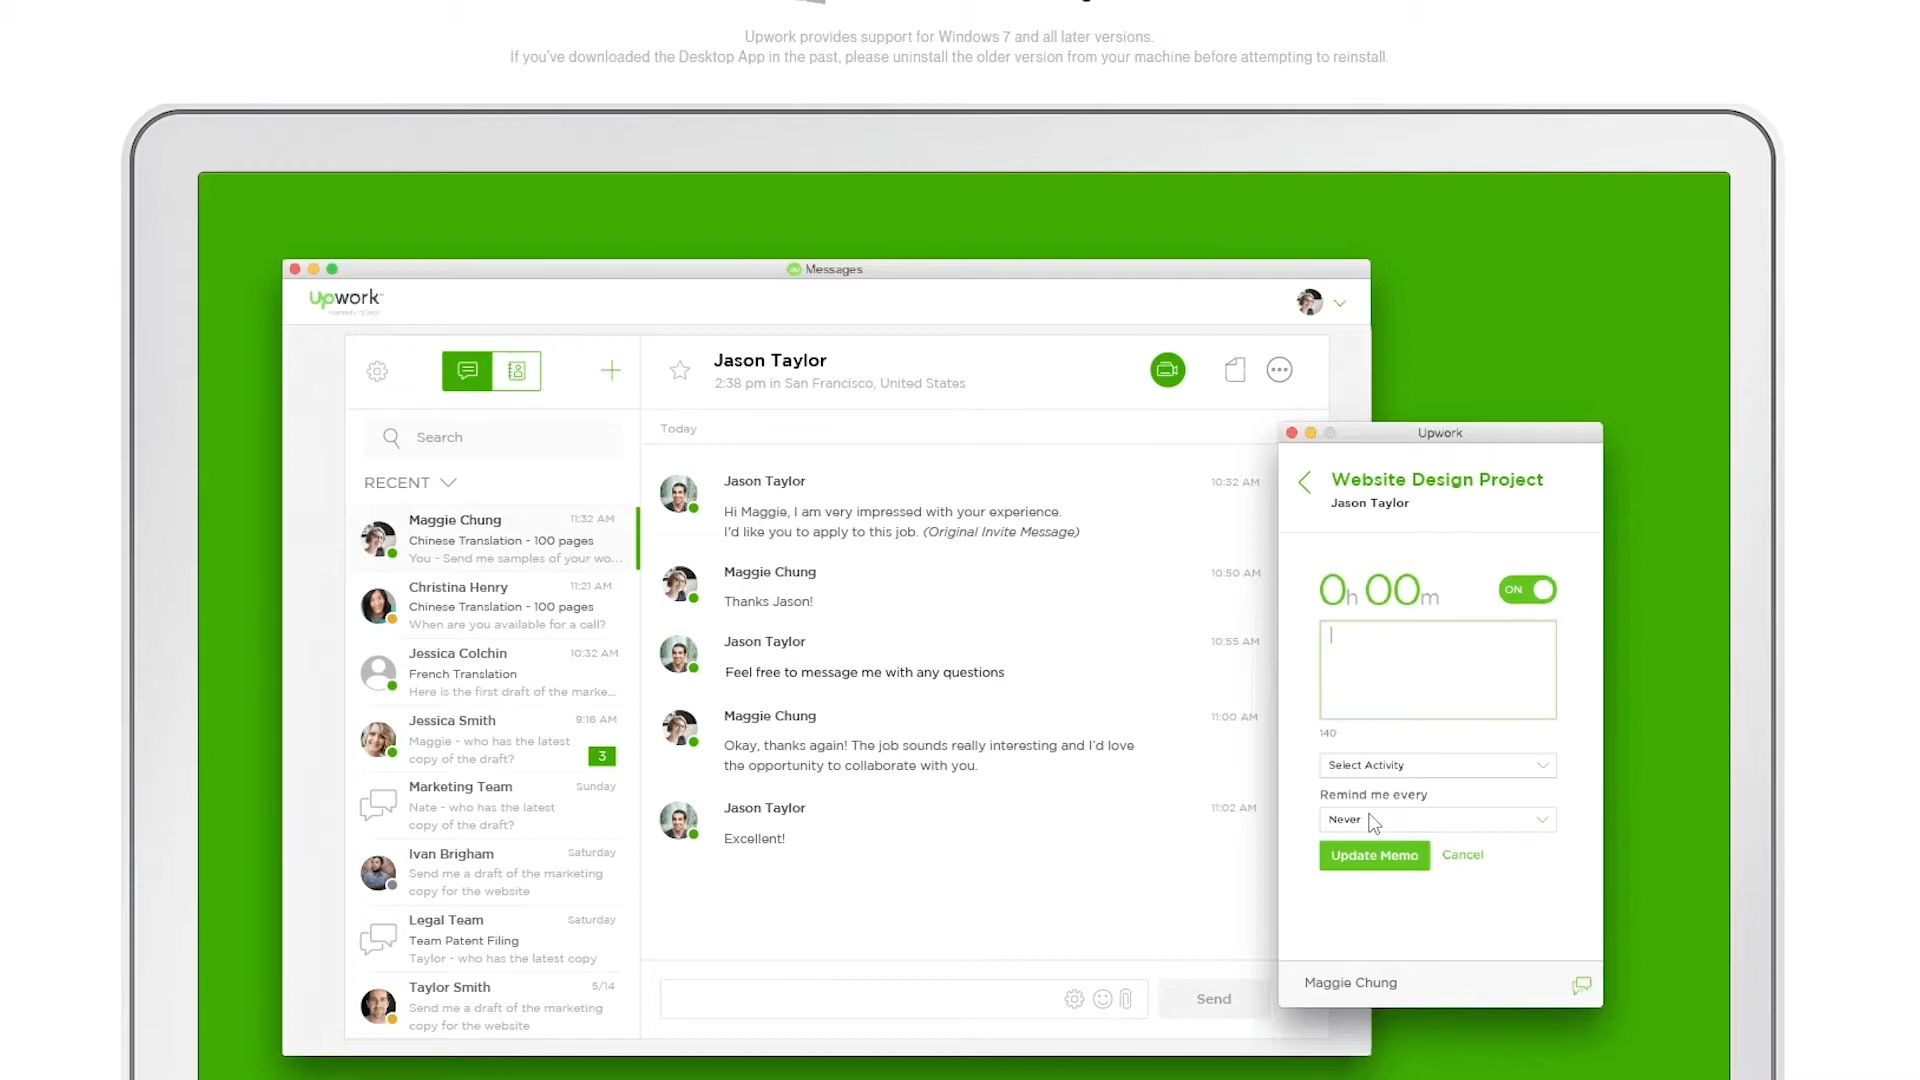 Upwork provides support for Windows 7 and all later versions.
If you've downloaded the Desktop App in the past, please uninstall the older version from your machine before attempting to reinstall.
Messages
Upwork
Jason Taylor
2:38 pm in San Francisco, United States
Search
RECENT
Maggie Chung 11:32 AM
Chinese Translation - 100 pages
You - Send me samples of your wo...
Christina Henry 11:21 AM
Chinese Translation - 100 pages
When are you available for a call?
Jessica Colchin 10:32 AM
French Translation
Here is the first draft of the marke...
Jessica Smith 9:16 AM
Maggie - who has the latest
copy of the draft?
3
Marketing Team Sunday
Nate - who has the latest
copy of the draft?
Ivan Brigham Saturday
Send me a draft of the marketing
copy for the website
Legal Team Saturday
Team Patent Filing
Taylor - who has the latest copy
Taylor Smith 5/14
Send me a draft of the marketing
copy for the website
Today
Jason Taylor 10:32 AM
Hi Maggie, I am very impressed with your experience.
I'd like you to apply to this job. (Original Invite Message)
Maggie Chung 10:50 AM
Thanks Jason!
Jason Taylor 10:55 AM
Feel free to message me with any questions
Maggie Chung 11:00 AM
Okay, thanks again! The job sounds really interesting and I'd love
the opportunity to collaborate with you.
Jason Taylor 11:02 AM
Excellent!
Send
Upwork
Website Design Project
Jason Taylor
0h 00m
ON
140
Select Activity
Remind me every
Never
Update Memo Cancel
Maggie Chung